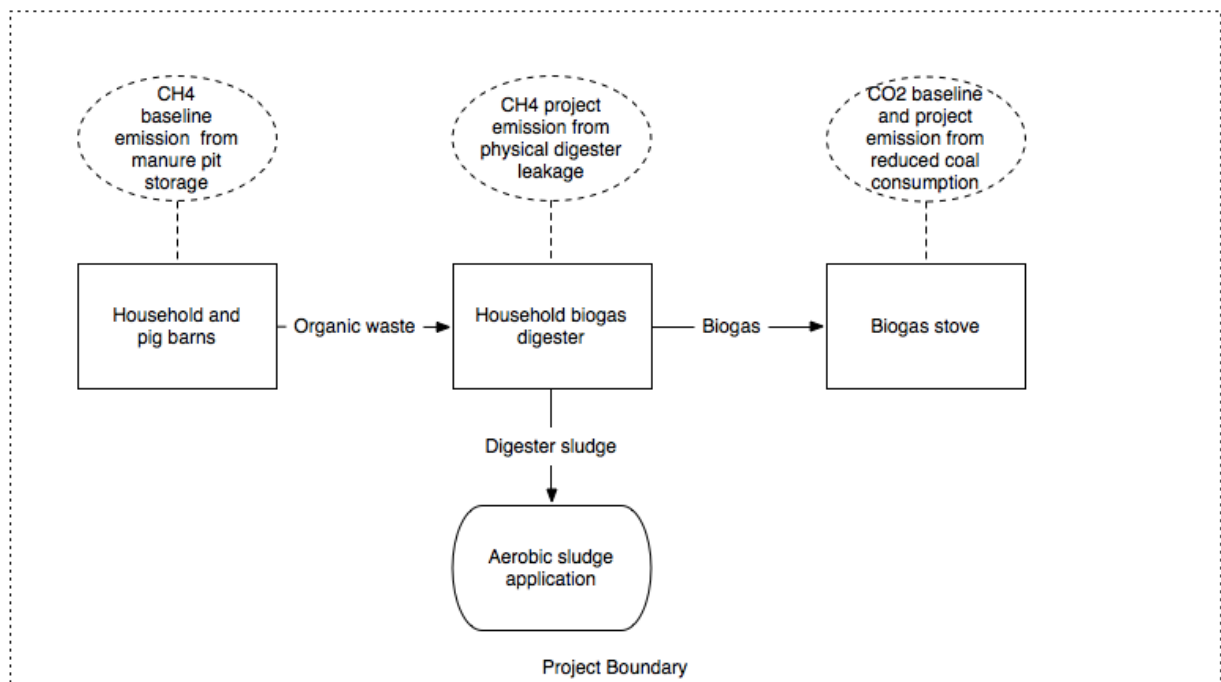 CH4
baseline
emission from
manure pit
storage
CH4 project
emission from
physical digester
leakage
CO2 baseline
and project
emission from
reduced coal
consumption
Household and
pig barns
Organic waste
Household biogas
digester
Biogas
Biogas stove
Digester sludge
Aerobic sludge
application
Project Boundary